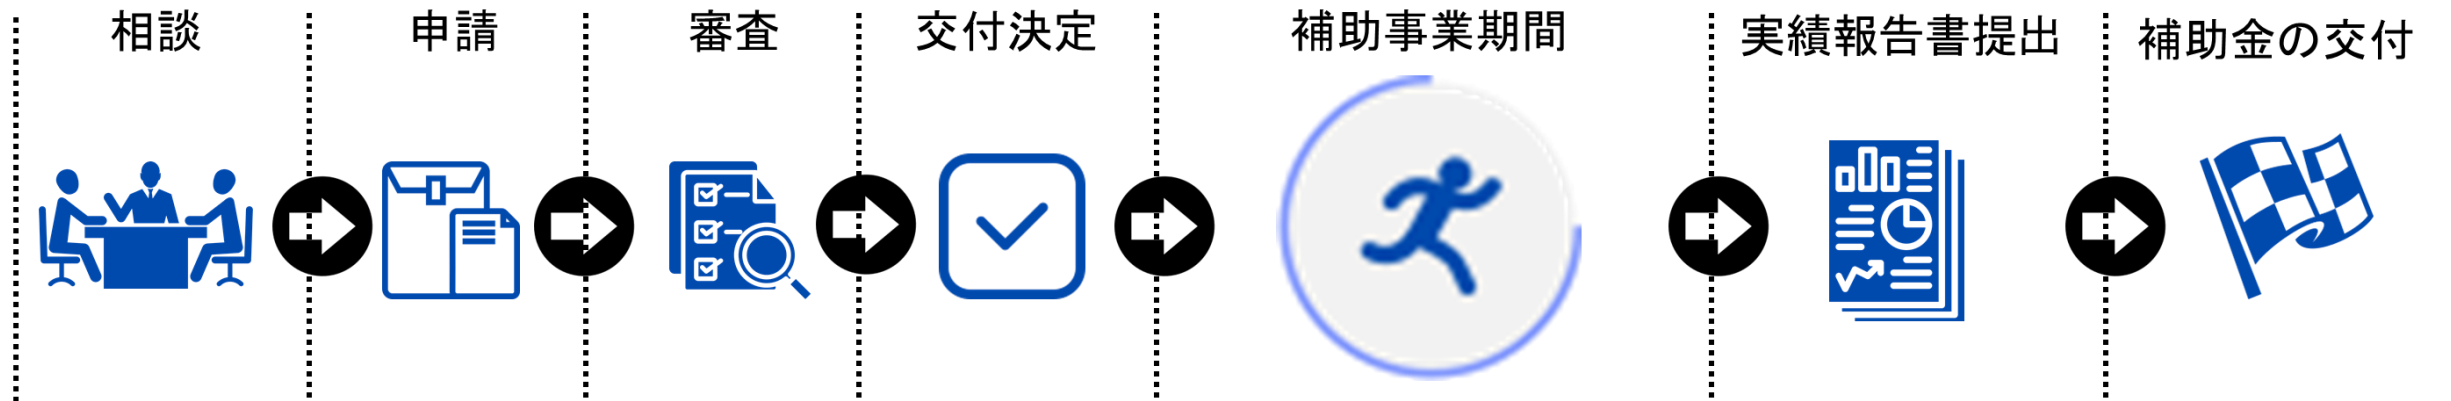 相談
申請
審査
交付決定
補助事業期間
実績報告書提出
補助金の交付